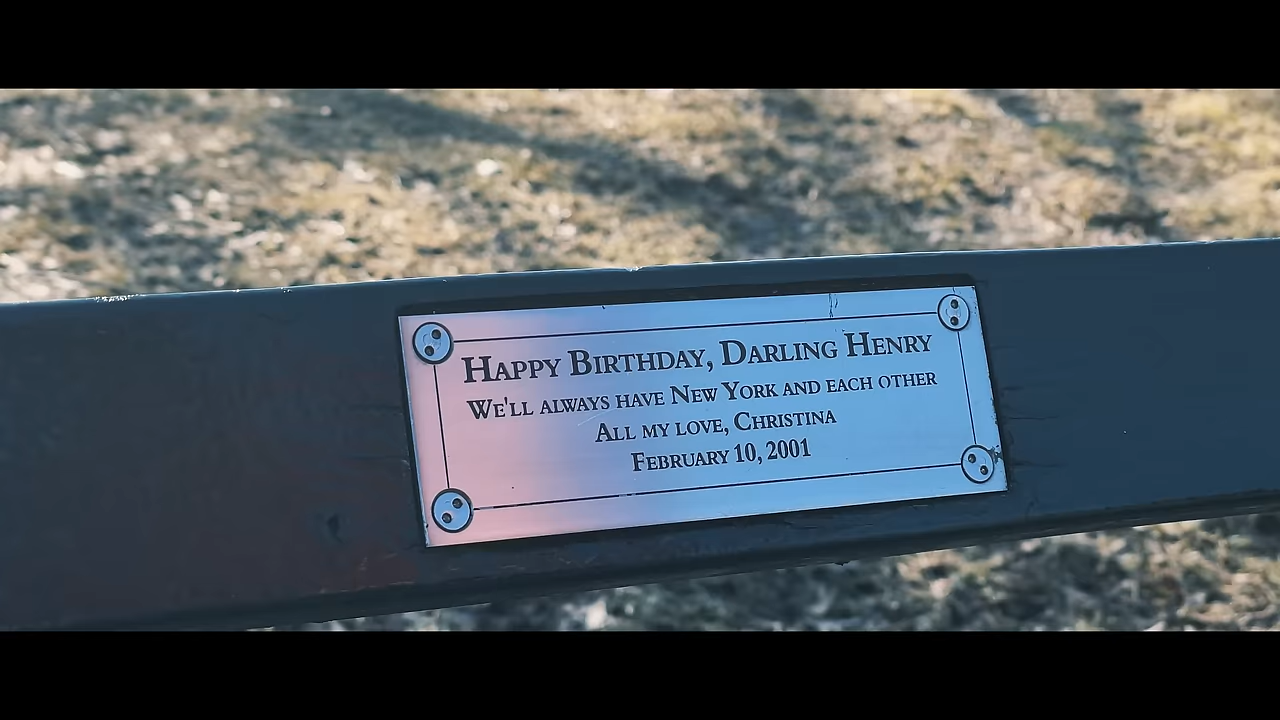 Happy Birthday, Darling Henry
We'll always have New York and each other
All my love, Christina
February 10, 2001